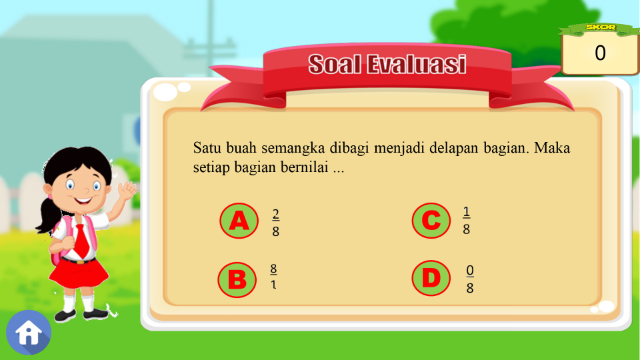 SKOR
0
Soal Evaluasi
Satu buah semangka dibagi menjadi delapan bagian. Maka
setiap bagian bernilai ...
A 2/8
C 1/8
B 8/1
D 0/8